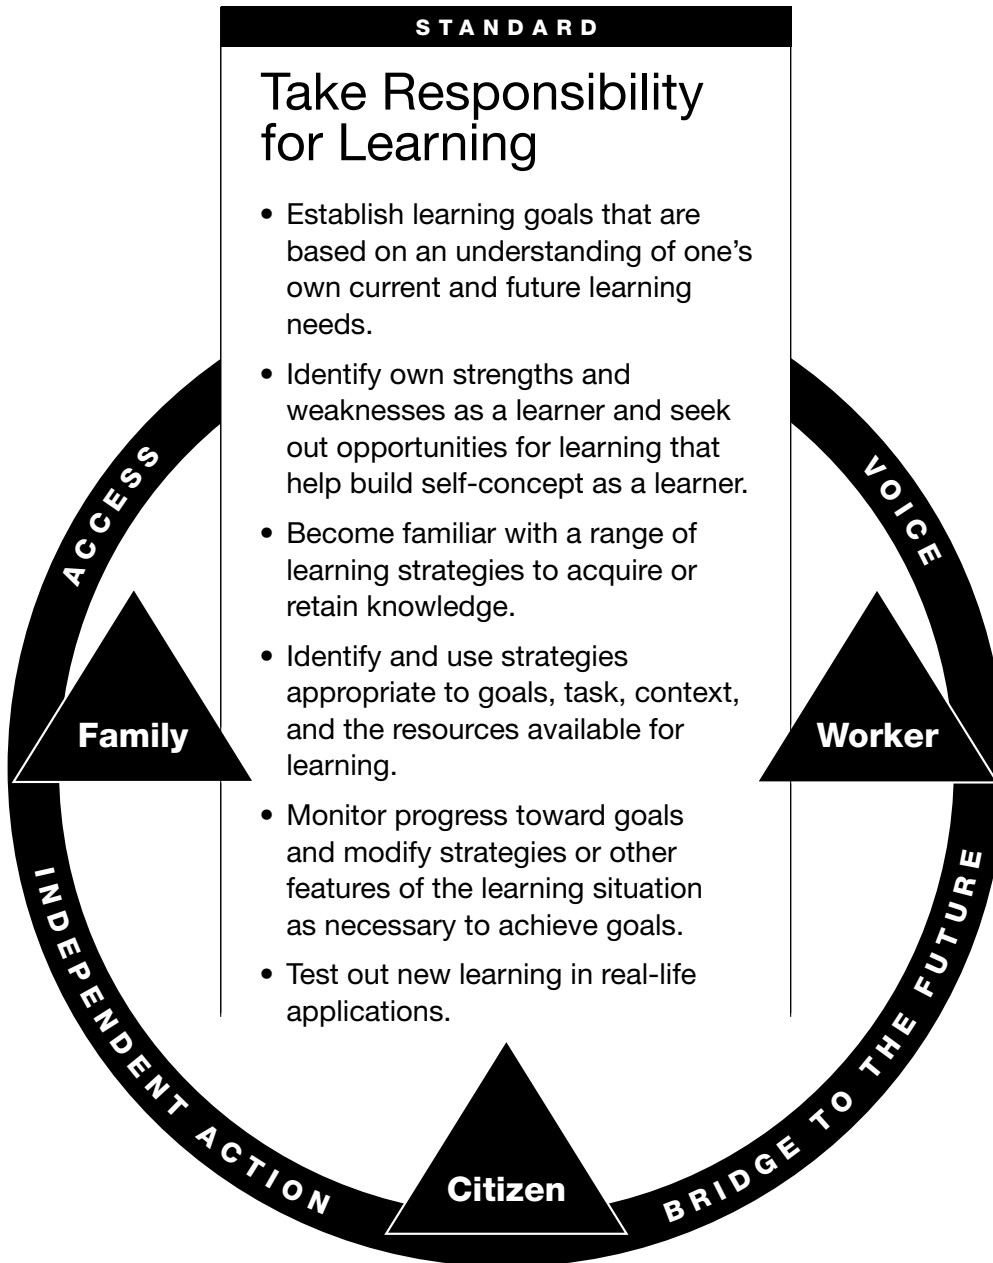 STANDARD
Take Responsibility
for Learning
• Establish learning goals that are
based on an understanding of one's
own current and future learning
needs.
• Identify own strengths and
weaknesses as a learner and seek
out opportunities for learning that
help build self-concept as a learner.
• Become familiar with a range of
learning strategies to acquire or
retain knowledge.
• Identify and use strategies
appropriate to goals, task, context,
and the resources available for
learning.
• Monitor progress toward goals
and modify strategies or other
features of the learning situation
as necessary to achieve goals.
• Test out new learning in real-life
applications.
ACCESS
VOICE
Family
Worker
INDEPENDENT ACTION
BRIDGE TO THE FUTURE
Citizen